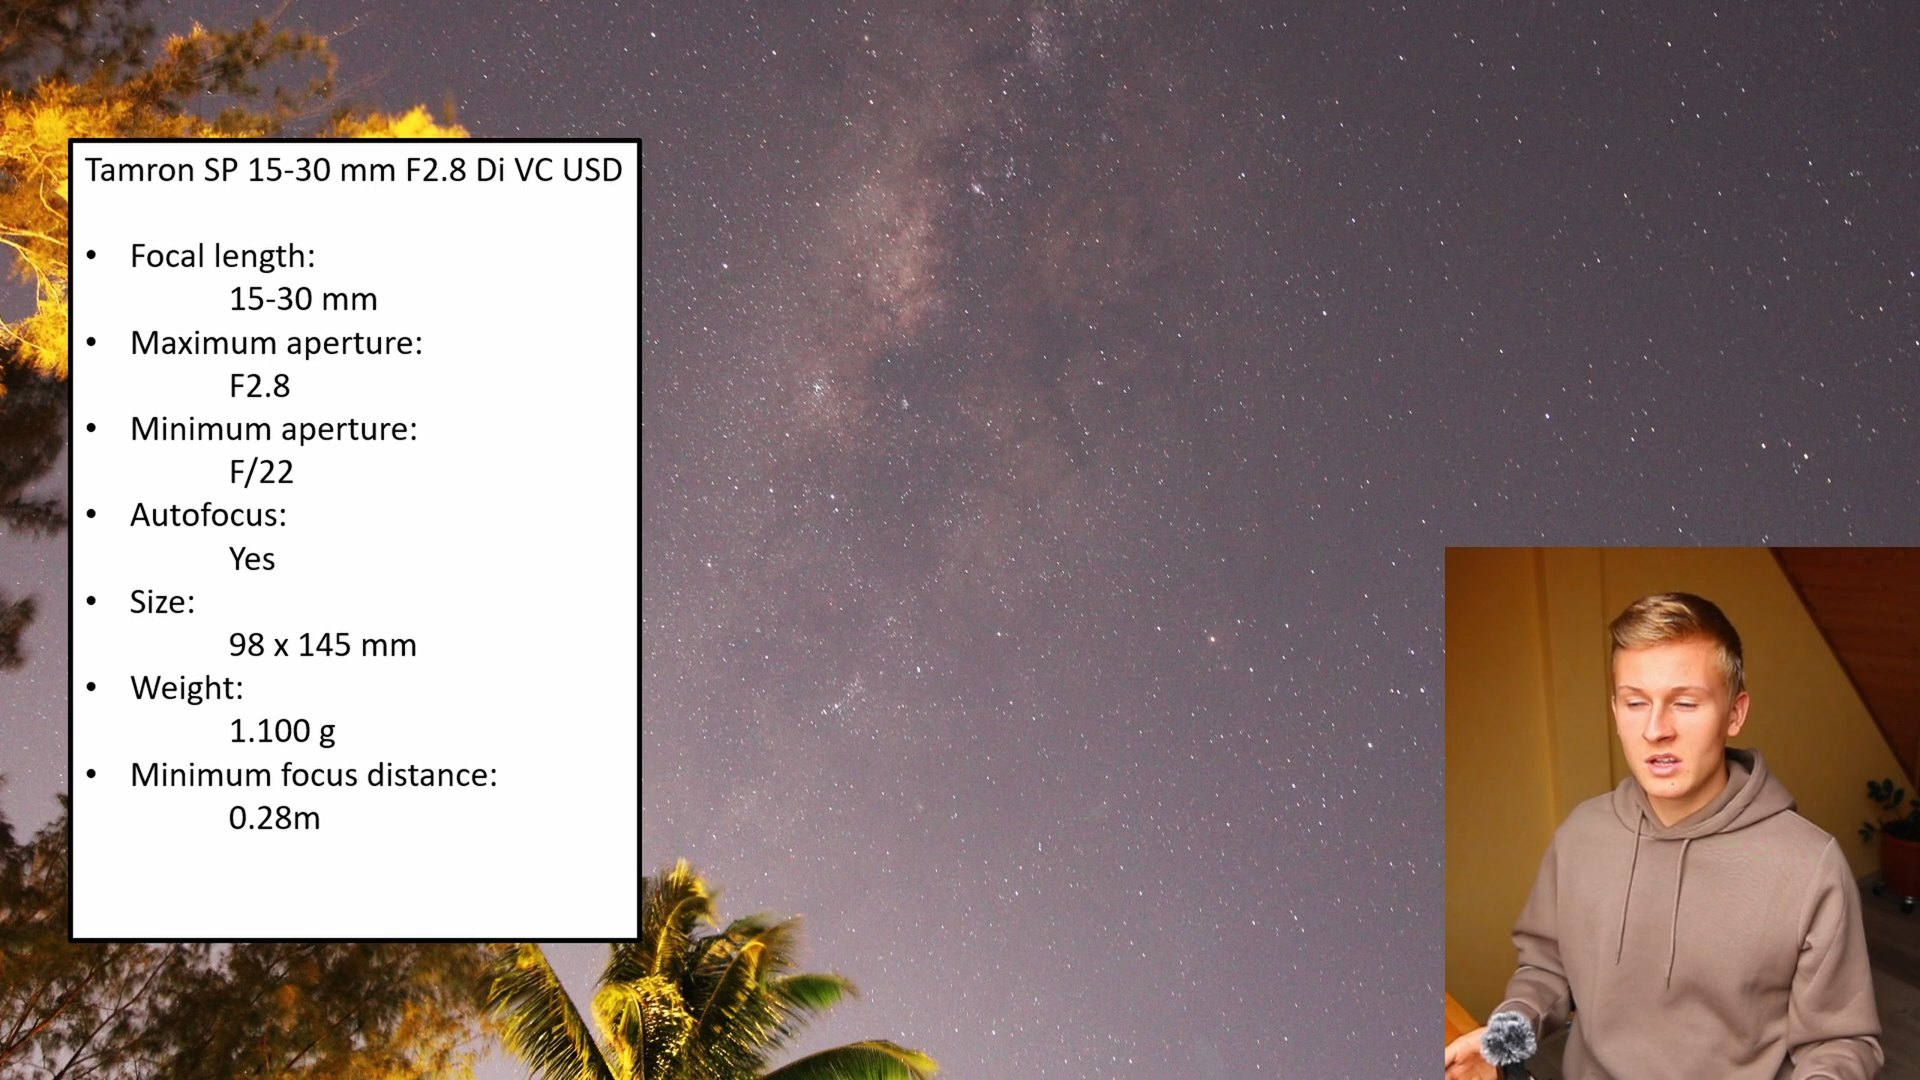 Tamron SP 15-30 mm F2.8 Di VC USD
• Focal length:
15-30 mm
• Maximum aperture:
F2.8
• Minimum aperture:
F/22
• Autofocus:
Yes
• Size:
98 x 145 mm
• Weight:
1.100 g
• Minimum focus distance:
0.28m